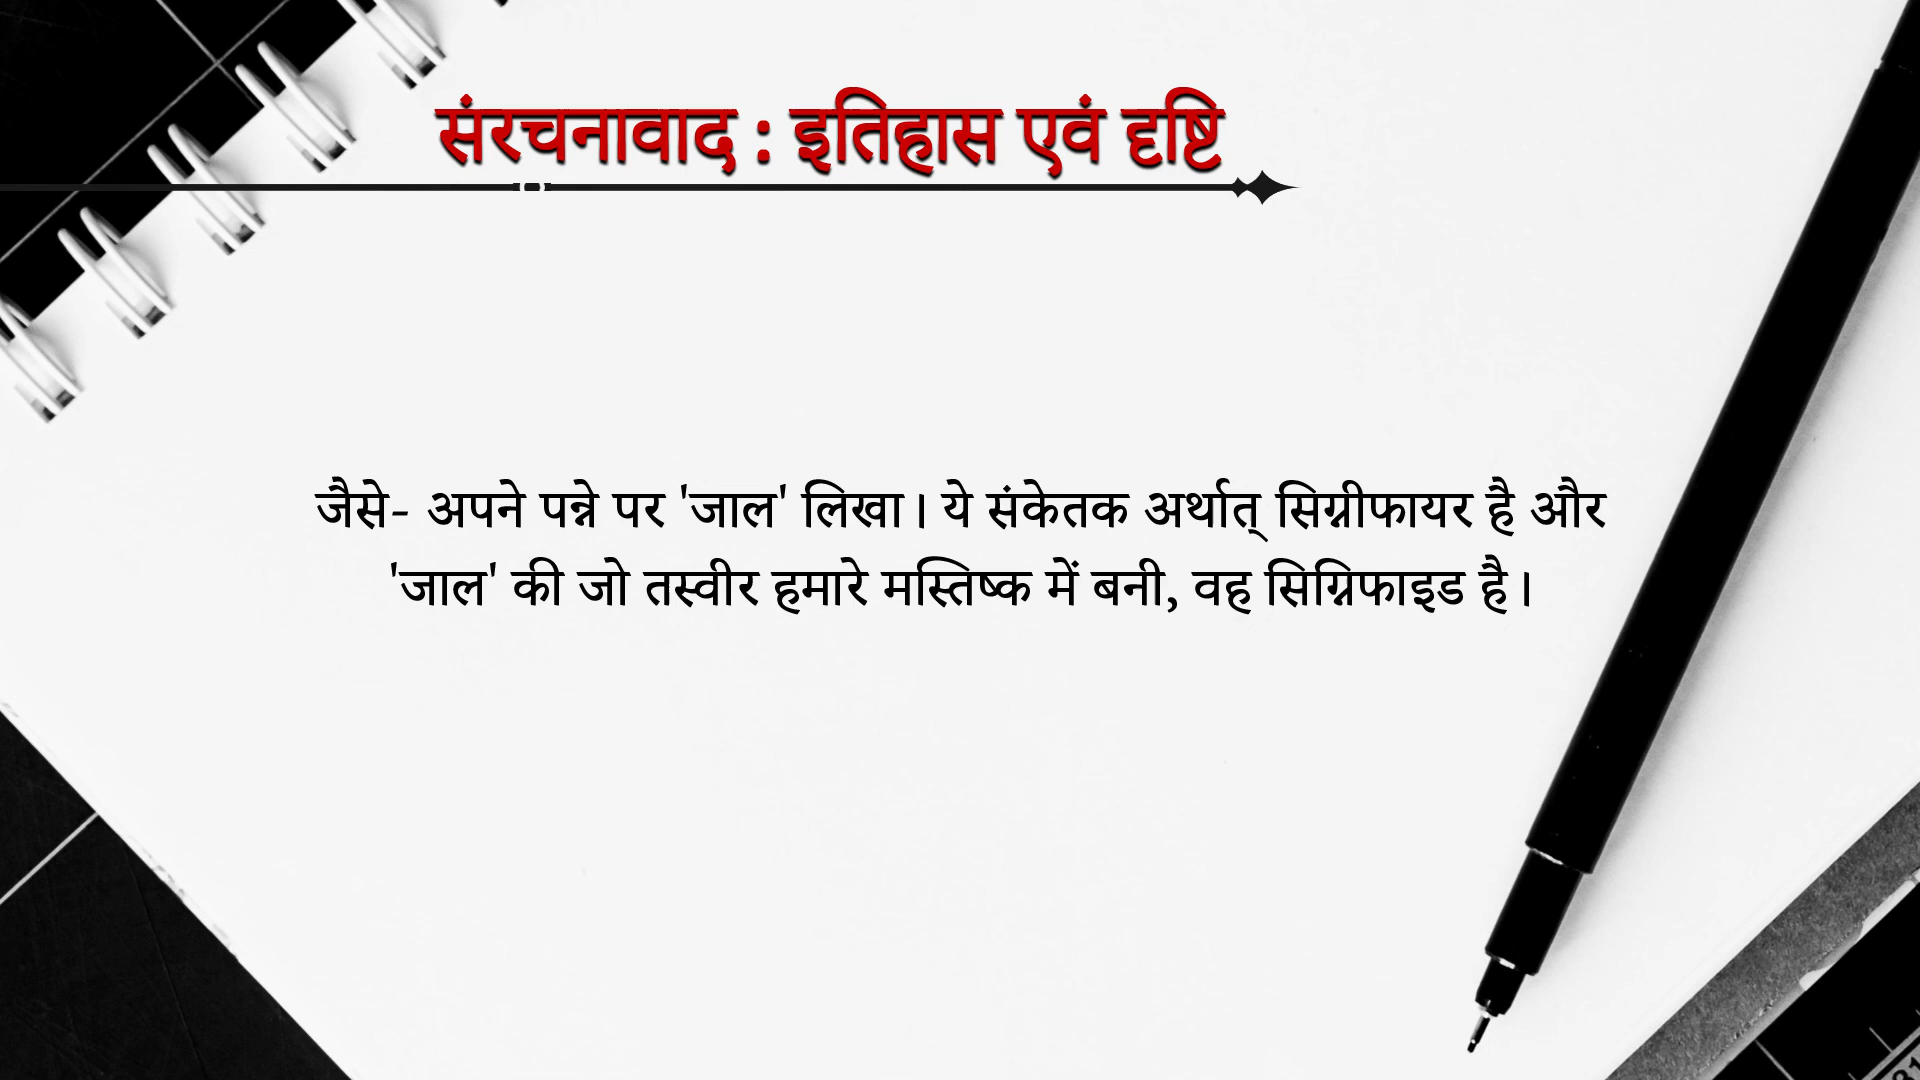 संरचनावाद : इतिहास एवं दृष्टि
जैसे- अपने पन्ने पर 'जाल' लिखा। ये संकेतक अर्थात् सिग्नीफायर है और
'जाल' की जो तस्वीर हमारे मस्तिष्क में बनी, वह सिग्निफाइड है।